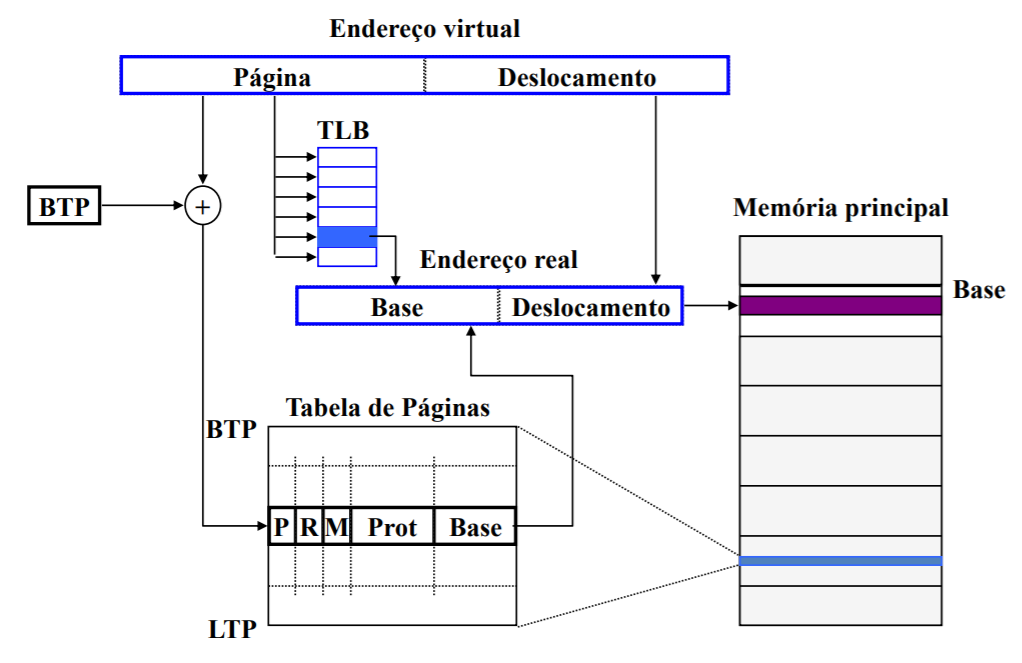 Endereço virtual
Página Deslocamento
TLB
BTP +
Memória principal
Endereço real
Base
Base Deslocamento
Tabela de Páginas
BTP
P R M Prot Base
LTP